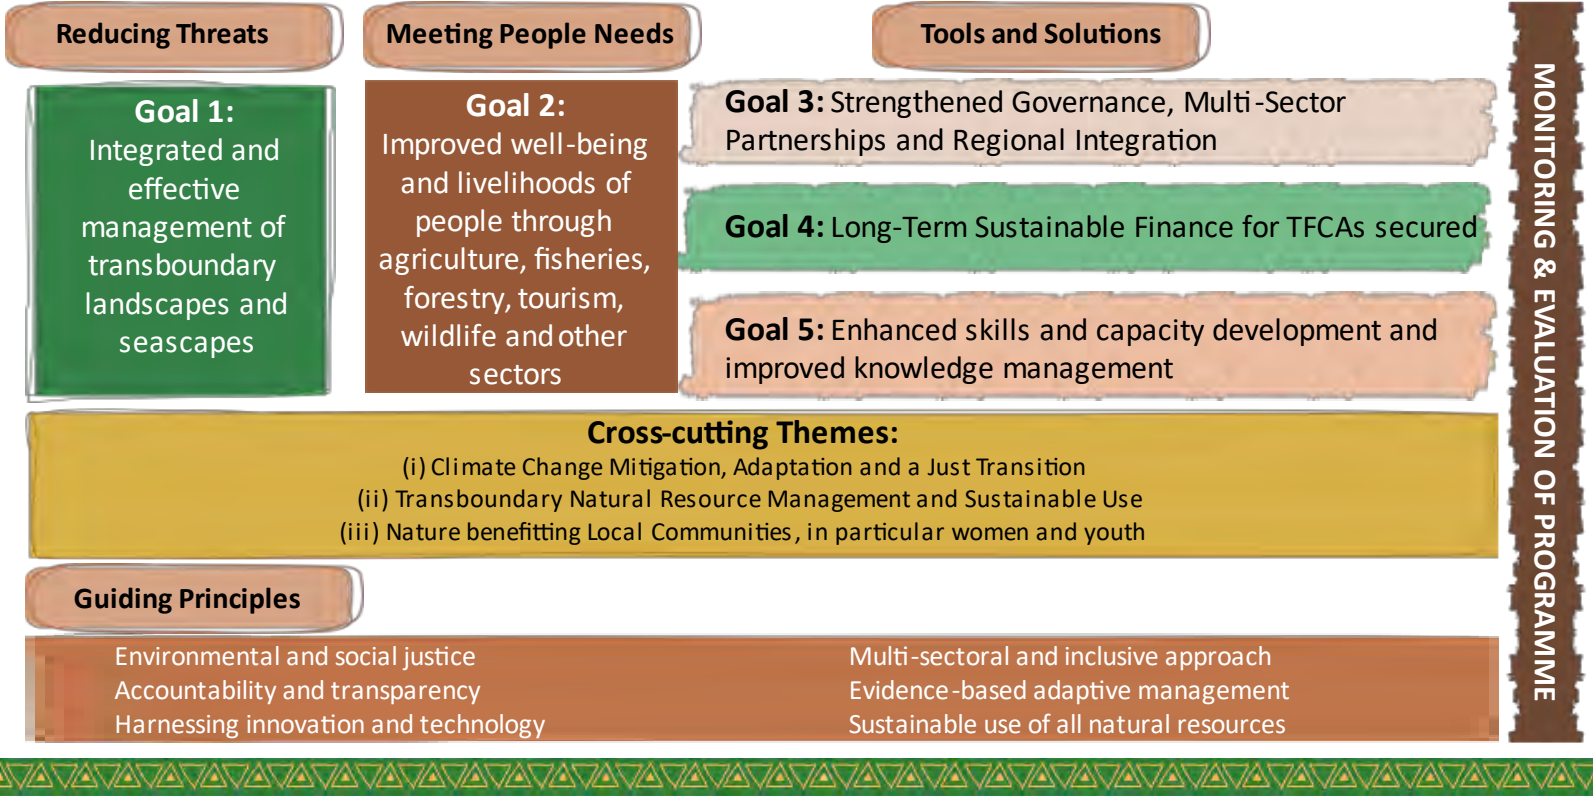 Reducing Threats
Meeting People Needs
Tools and Solutions
Goal 1:
Integrated and
effective
management of
transboundary
landscapes and
seascapes
Goal 2:
Improved well-being
and livelihoods of
people through
agriculture, fisheries,
forestry, tourism,
wildlife and other
sectors
Goal 3: Strengthened Governance, Multi-Sector
Partnerships and Regional Integration
Goal 4: Long-Term Sustainable Finance for TFCAs secured
Goal 5: Enhanced skills and capacity development and
improved knowledge management
Cross-cutting Themes:
(i) Climate Change Mitigation, Adaptation and a Just Transition
(ii) Transboundary Natural Resource Management and Sustainable Use
(iii) Nature benefitting Local Communities, in particular women and youth
Guiding Principles
Environmental and social justice
Accountability and transparency
Harnessing innovation and technology
Multi-sectoral and inclusive approach
Evidence-based adaptive management
Sustainable use of all natural resources
MONITORING & EVALUATION OF PROGRAMME